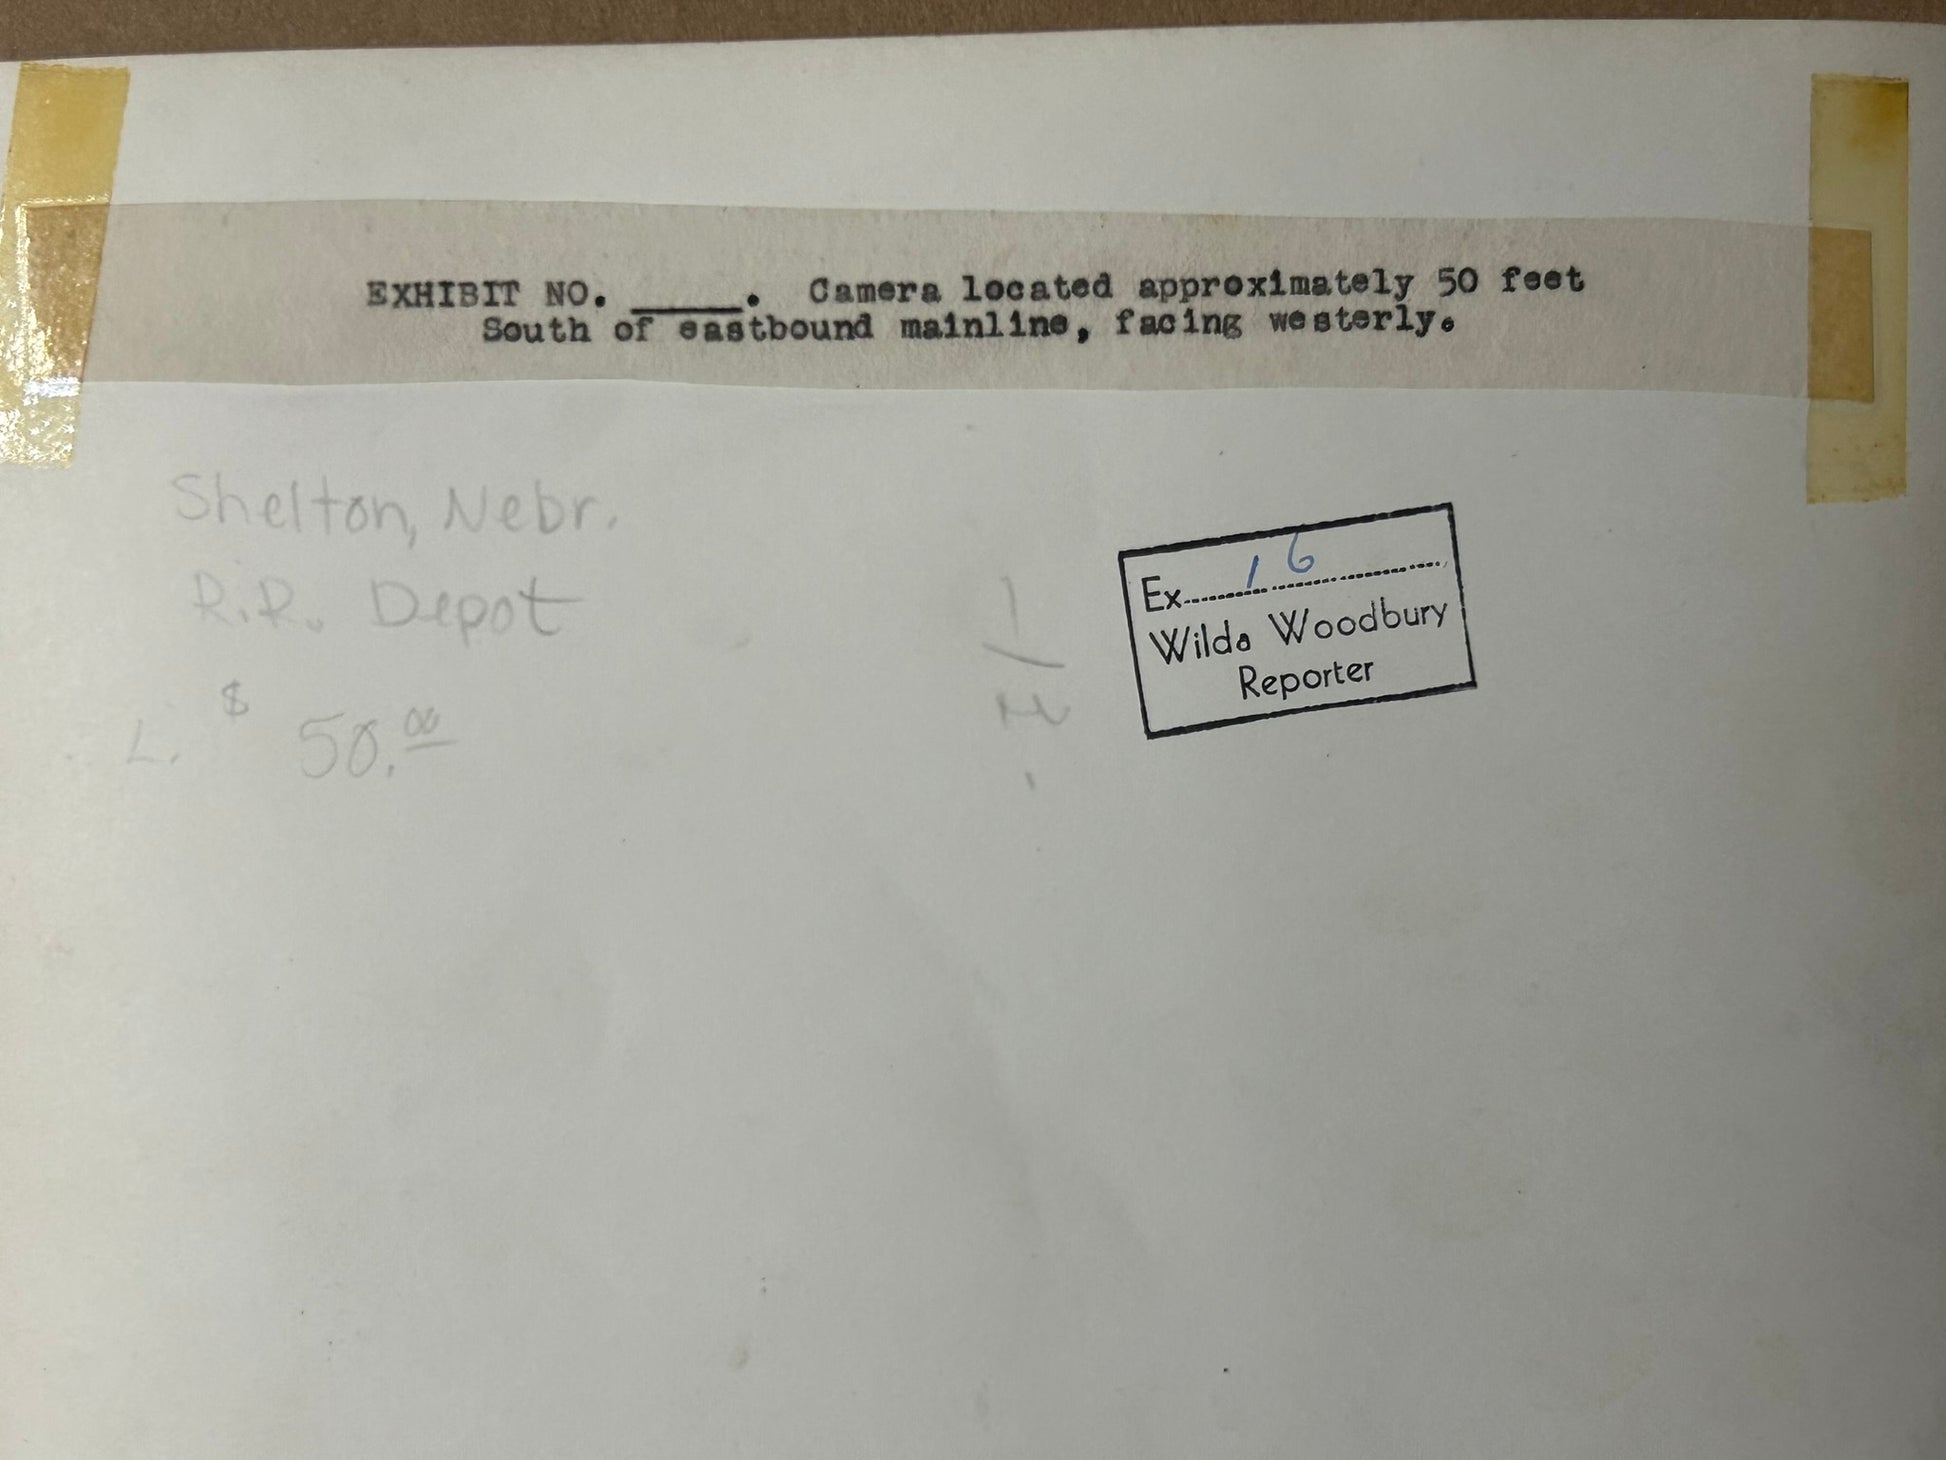 EXHIBIT NO. _____. Camera located approximately 50 feet
South of eastbound mainline, facing westerly.
Shelton, Nebr.
R.R. Depot
L. $ 50.00
Ex. 16
Wilda Woodbury
Reporter